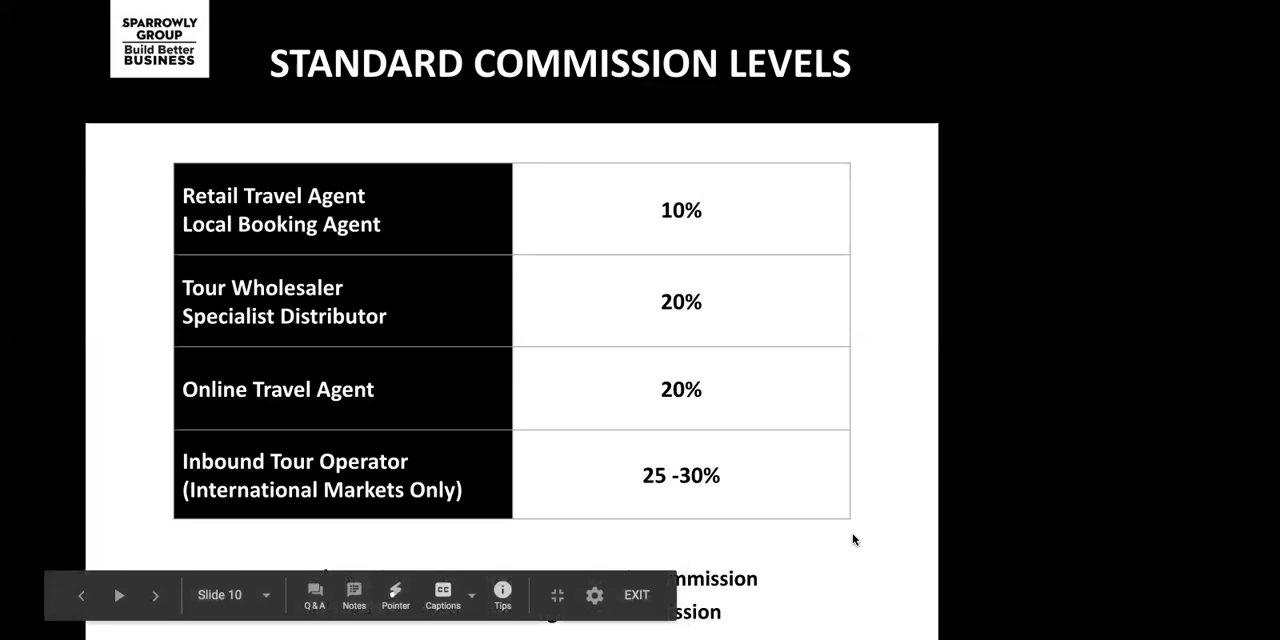 SPARROWLY
GROUP
Build Better
BUSINESS
STANDARD COMMISSION LEVELS
Retail Travel Agent
Local Booking Agent
10%
Tour Wholesaler
Specialist Distributor
20%
Online Travel Agent
20%
Inbound Tour Operator
(International Markets Only)
25 -30%
Slide 10
Q & A
Notes
Pointer
CC
Captions
Tips
EXIT